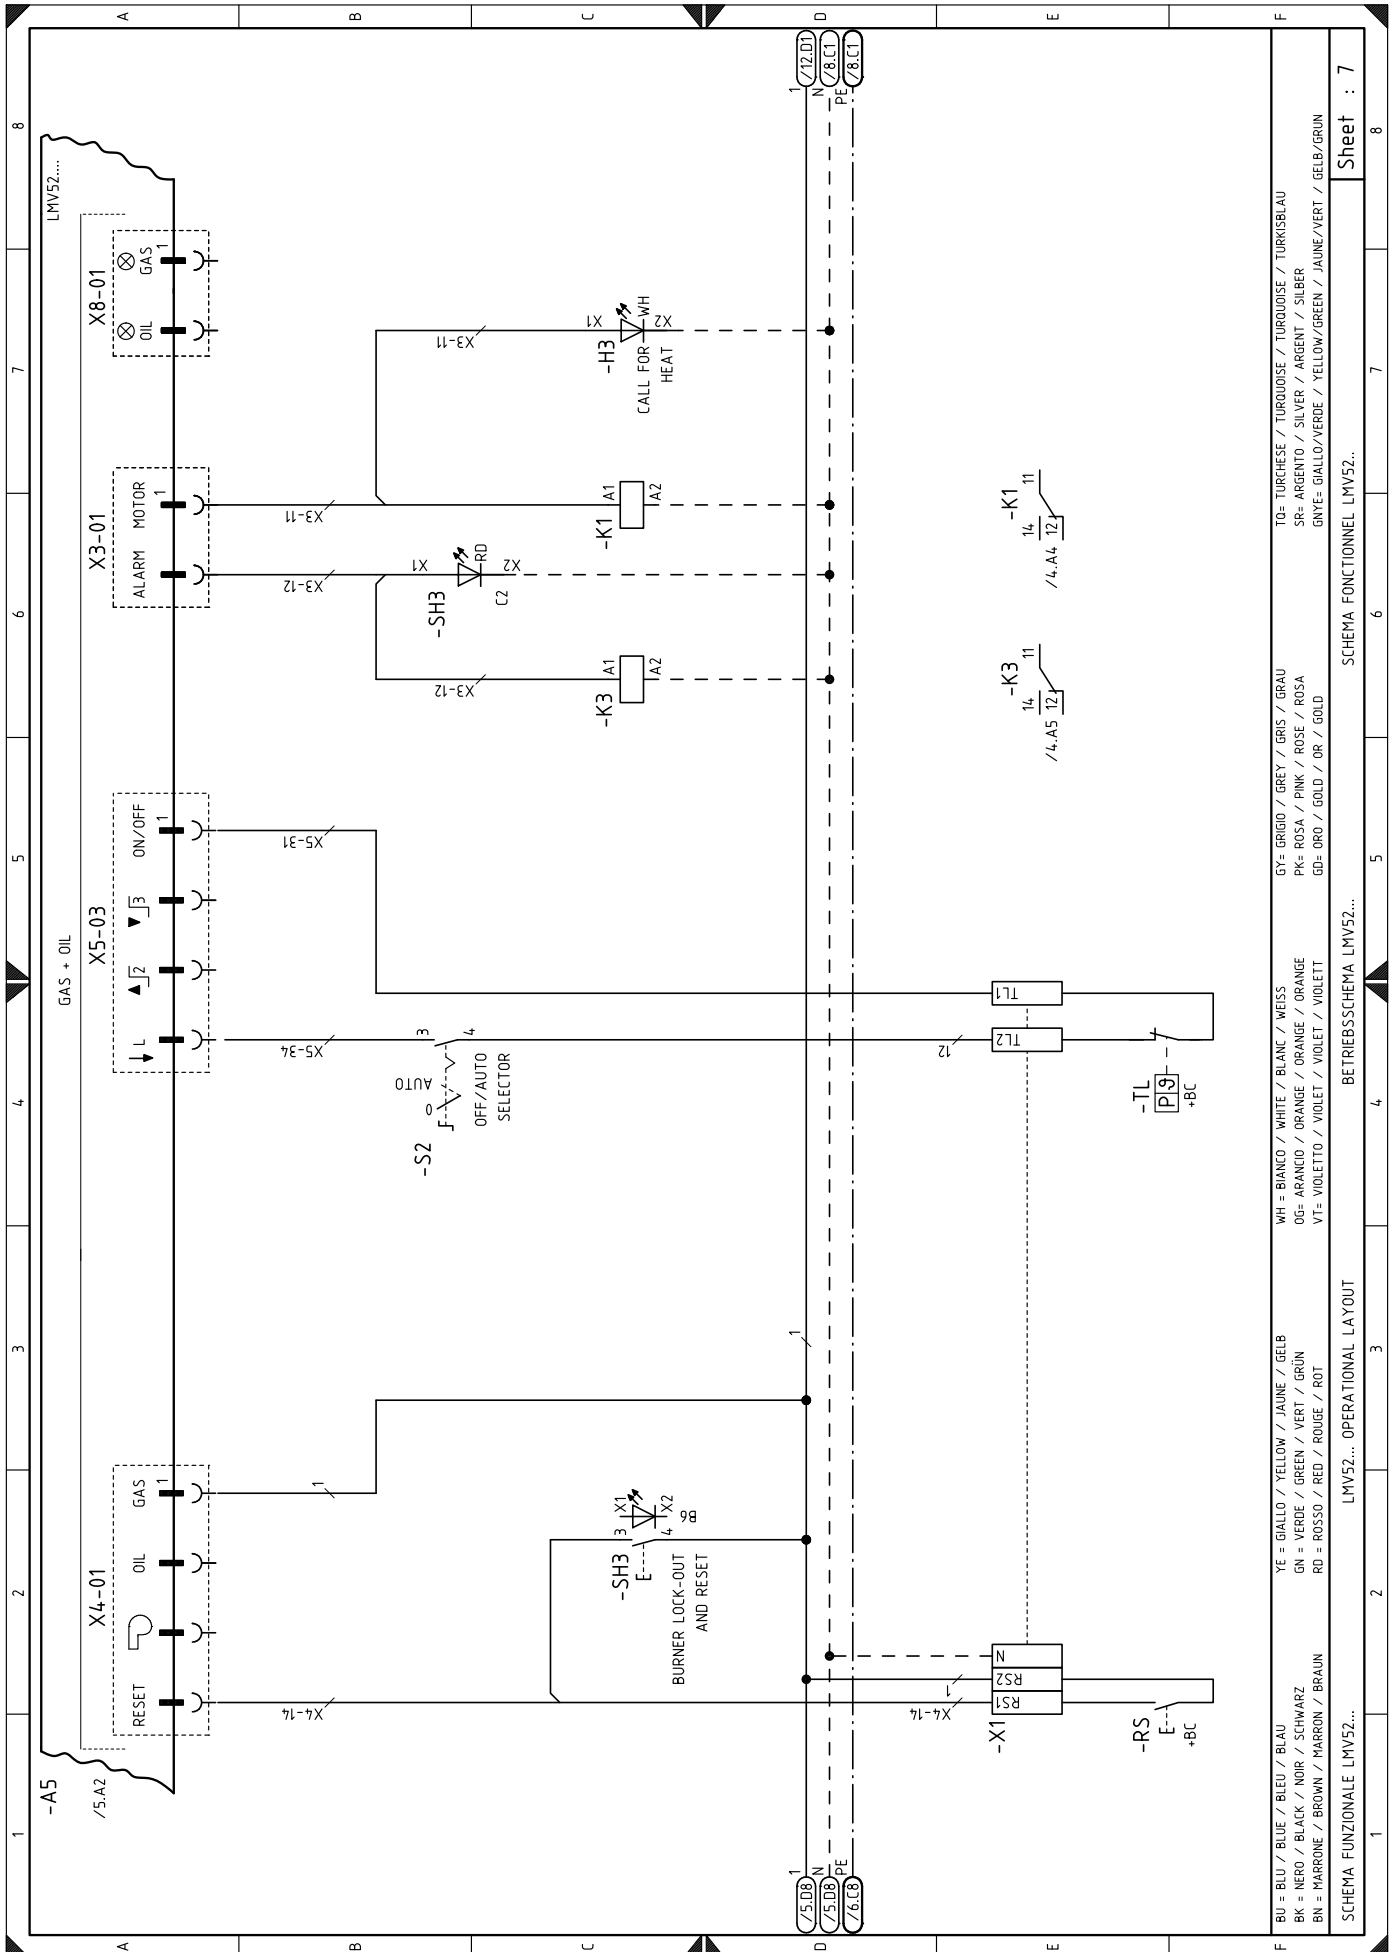 1 2 3 4 5 6 7 8
A
B
C
D
E
F
-A5
/5.A2
GAS + OIL
LMV52....
X4-01
RESET
OIL
GAS
1
X5-03
L
2
3
ON/OFF
1
X3-01
ALARM
MOTOR
1
X8-01
OIL
GAS
1
X4-14
1
X5-34
X5-31
X3-12
X3-11
-S2
0
AUTO
3
4
OFF/AUTO
SELECTOR
-SH3
X1
X2
RD
C2
X3-12
X3-11
-SH3
3
4
X1
X2
B6
BURNER LOCK-OUT
AND RESET
-K3
A1
A2
-K1
A1
A2
-H3
X1
X2
WH
CALL FOR
HEAT
/5.D8
1
1
1
/12.D1
/5.D8
N
N
/8.C1
/6.C8
PE
PE
/8.C1
X4-14
1
12
-X1
RS1
RS2
N
TL2
TL1
-K3
14
12
11
/4.A5
-K1
14
12
11
/4.A4
-RS
+BC
-TL
P
ϑ
+BC
BU = BLU / BLUE / BLEU / BLAU
BK = NERO / BLACK / NOIR / SCHWARZ
BN = MARRONE / BROWN / MARRON / BRAUN
YE = GIALLO / YELLOW / JAUNE / GELB
GN = VERDE / GREEN / VERT / GRÜN
RD = ROSSO / RED / ROUGE / ROT
WH = BIANCO / WHITE / BLANC / WEISS
OG= ARANCIO / ORANGE / ORANGE / ORANGE
VT= VIOLETTO / VIOLET / VIOLET / VIOLETT
GY= GRIGIO / GREY / GRIS / GRAU
PK= ROSA / PINK / ROSE / ROSA
GD= ORO / GOLD / OR / GOLD
TQ= TURCHESE / TURQUOISE / TURQUOISE / TURKISBLAU
SR= ARGENTO / SILVER / ARGENT / SILBER
GNYE= GIALLO/VERDE / YELLOW/GREEN / JAUNE/VERT / GELB/GRUN
SCHEMA FUNZIONALE LMV52...
LMV52... OPERATIONAL LAYOUT
BETRIEBSSCHEMA LMV52...
SCHEMA FONCTIONNEL LMV52..
Sheet : 7
1 2 3 4 5 6 7 8
A
B
C
D
E
F